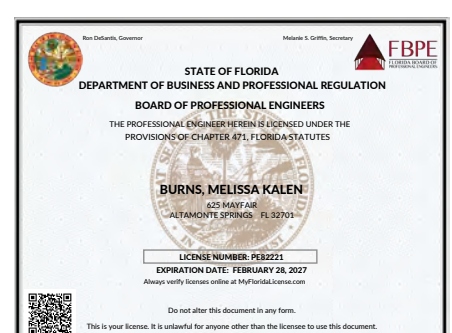 Ron DeSantis, Governor
Melanie S. Griffin, Secretary
FBPE
FLORIDA BOARD OF
PROFESSIONAL ENGINEERS
STATE OF FLORIDA
DEPARTMENT OF BUSINESS AND PROFESSIONAL REGULATION
BOARD OF PROFESSIONAL ENGINEERS
THE PROFESSIONAL ENGINEER HEREIN IS LICENSED UNDER THE
PROVISIONS OF CHAPTER 471, FLORIDA STATUTES
BURNS, MELISSA KALEN
625 MAYFAIR
ALTAMONTE SPRINGS FL 32701
LICENSE NUMBER: PE82221
EXPIRATION DATE: FEBRUARY 28, 2027
Always verify licenses online at MyFloridaLicense.com
Do not alter this document in any form.
This is your license. It is unlawful for anyone other than the licensee to use this document.